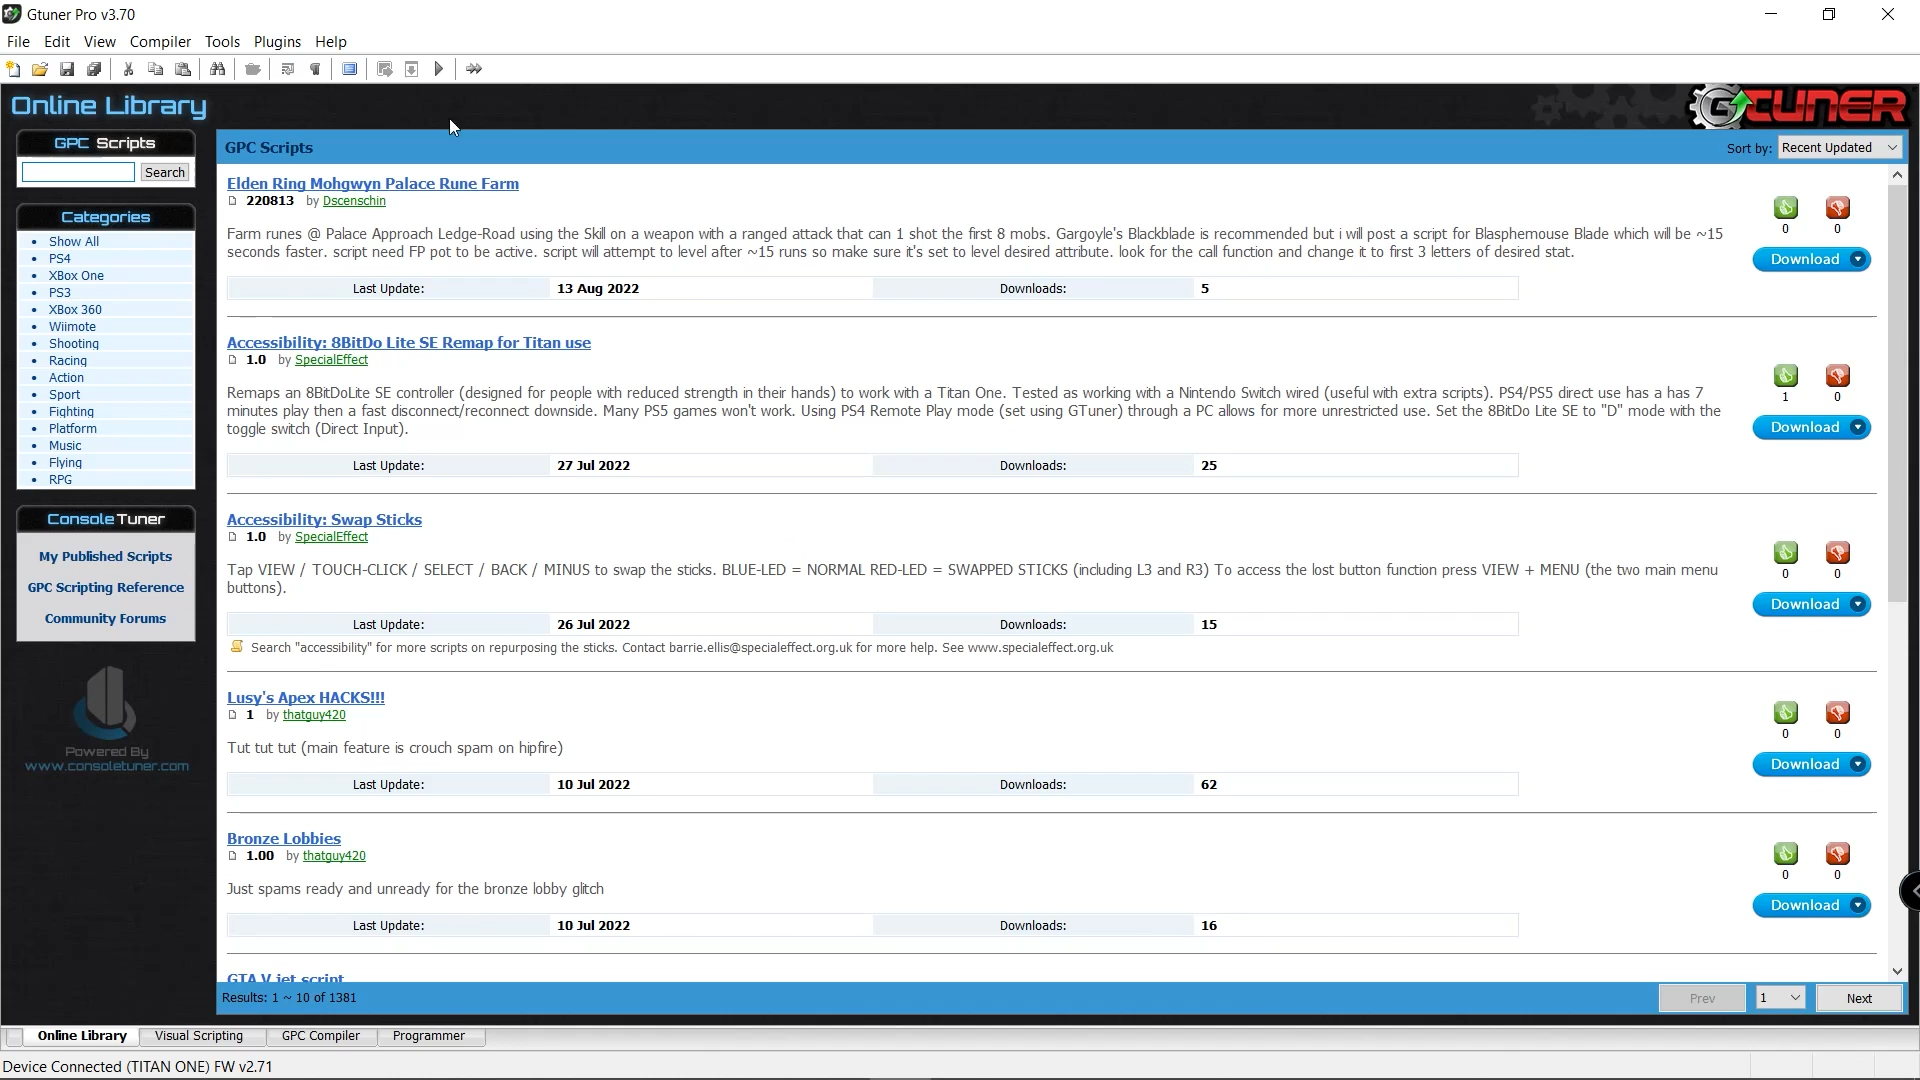 Gtuner Pro v3.70
File Edit View Compiler Tools Plugins Help
Online Library
GTUNER
GPC Scripts
Search
Categories
Show All
PS4
XBox One
PS3
XBox 360
Wiimote
Shooting
Racing
Action
Sport
Fighting
Platform
Music
Flying
RPG
ConsoleTuner
My Published Scripts
GPC Scripting Reference
Community Forums
Powered By
www.consoletuner.com
GPC Scripts
Sort by: Recent Updated
Elden Ring Mohgwyn Palace Rune Farm
220813 by Dscenschin
Farm runes @ Palace Approach Ledge-Road using the Skill on a weapon with a ranged attack that can 1 shot the first 8 mobs. Gargoyle's Blackblade is recommended but i will post a script for Blasphemouse Blade which will be ~15
seconds faster. script need FP pot to be active. script will attempt to level after ~15 runs so make sure it's set to level desired attribute. look for the call function and change it to first 3 letters of desired stat.
0 0
Download
Last Update: 13 Aug 2022 Downloads: 5
Accessibility: 8BitDo Lite SE Remap for Titan use
1.0 by SpecialEffect
Remaps an 8BitDoLite SE controller (designed for people with reduced strength in their hands) to work with a Titan One. Tested as working with a Nintendo Switch wired (useful with extra scripts). PS4/PS5 direct use has a has 7
minutes play then a fast disconnect/reconnect downside. Many PS5 games won't work. Using PS4 Remote Play mode (set using GTuner) through a PC allows for more unrestricted use. Set the 8BitDo Lite SE to "D" mode with the
toggle switch (Direct Input).
1 0
Download
Last Update: 27 Jul 2022 Downloads: 25
Accessibility: Swap Sticks
1.0 by SpecialEffect
Tap VIEW / TOUCH-CLICK / SELECT / BACK / MINUS to swap the sticks. BLUE-LED = NORMAL RED-LED = SWAPPED STICKS (including L3 and R3) To access the lost button function press VIEW + MENU (the two main menu
buttons).
0 0
Download
Last Update: 26 Jul 2022 Downloads: 15
Search "accessibility" for more scripts on repurposing the sticks. Contact barrie.ellis@specialeffect.org.uk for more help. See www.specialeffect.org.uk
Lusy's Apex HACKS!!!
1 by thatguy420
Tut tut tut (main feature is crouch spam on hipfire)
0 0
Download
Last Update: 10 Jul 2022 Downloads: 62
Bronze Lobbies
1.00 by thatguy420
Just spams ready and unready for the bronze lobby glitch
0 0
Download
Last Update: 10 Jul 2022 Downloads: 16
GTA V jet script
Results: 1 ~ 10 of 1381
Prev 1 Next
Online Library Visual Scripting GPC Compiler Programmer
Device Connected (TITAN ONE) FW v2.71